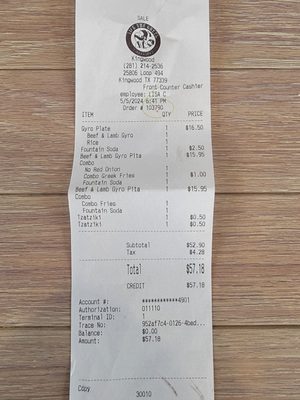 SALE
Kingwood
(281) 214-2536
25806 Loop 494
Kingwood TX 77339
Front Counter Cashier
employee: LISA C
5/5/2024 6:41 PM
Order # 103790
ITEM QTY PRICE
Gyro Plate 1 $16.50
Beef & Lamb Gyro 1
Rice 1
Fountain Soda 1 $2.50
Beef & Lamb Gyro Pita 1 $15.95
Combo
No Red Onion 1
Combo Greek Fries 1 $1.00
Fountain Soda 1
Beef & Lamb Gyro Pita 1 $15.95
Combo
Combo Fries 1
Fountain Soda 1
Tzatziki 1 $0.50
Tzatziki 1 $0.50
Subtotal $52.90
Tax $4.28
Total $57.18
CREDIT $57.18
Account #: ************4901
Authorization: 011110
Terminal ID: 1
Trace No: 952af7c4-0126-4bed...
Balance: $0.00
Amount: $57.18
Copy
30010